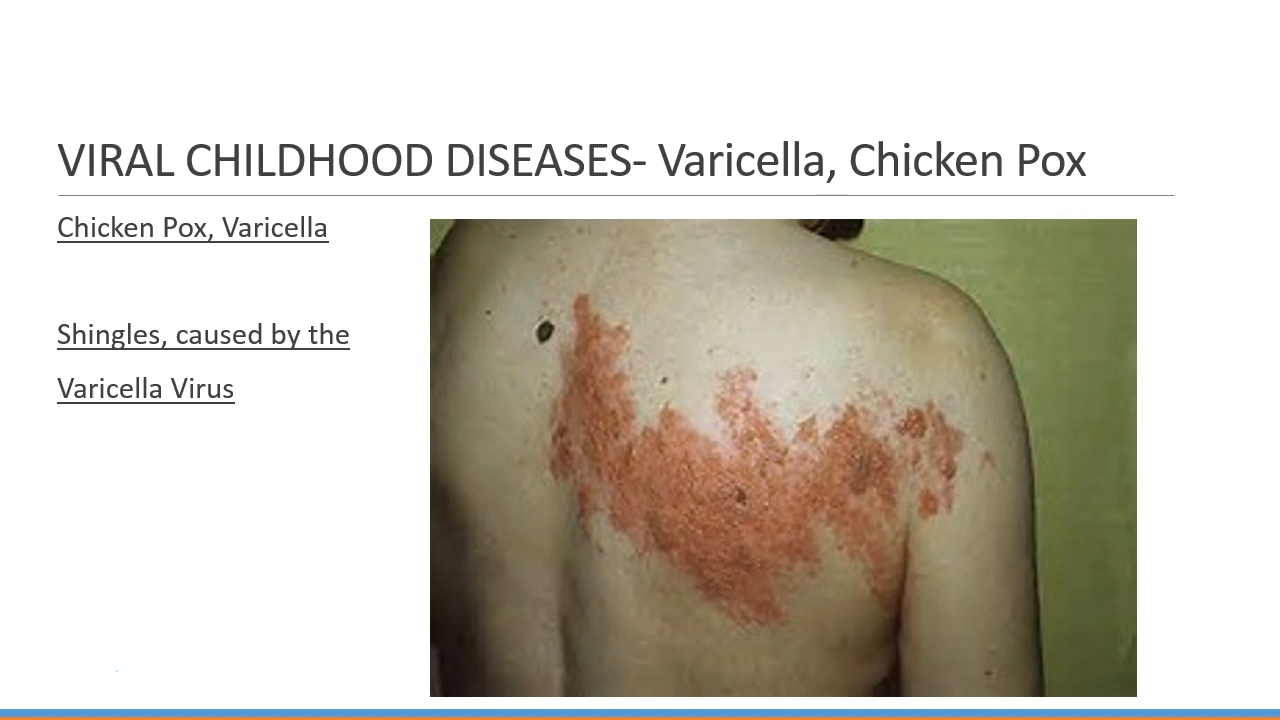 VIRAL CHILDHOOD DISEASES- Varicella, Chicken Pox
Chicken Pox, Varicella
Shingles, caused by the
Varicella Virus